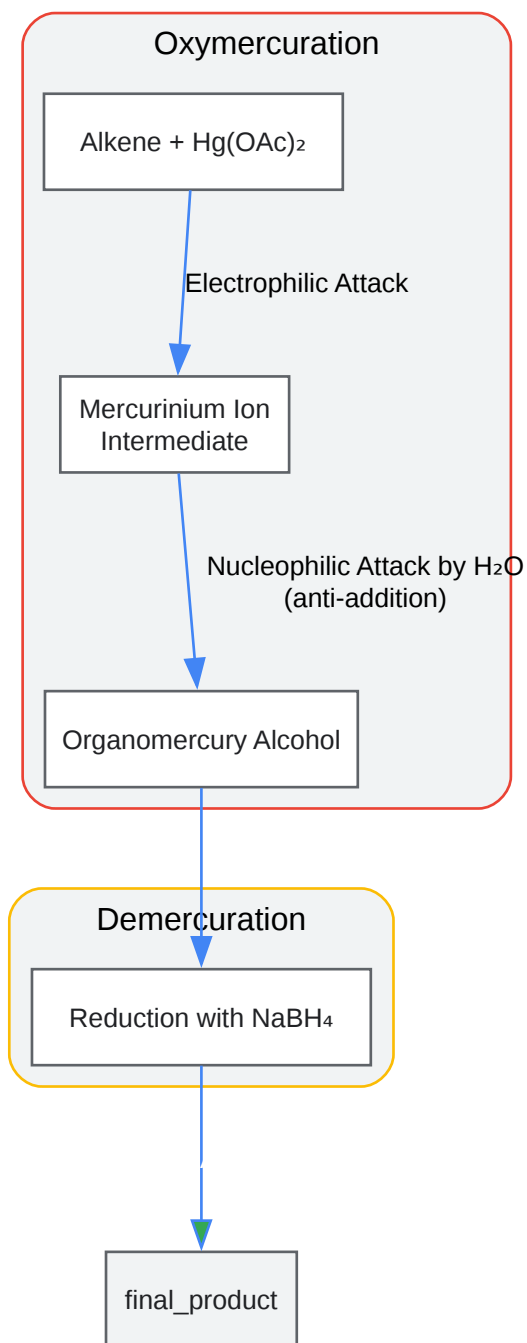 Oxymercuration
Alkene + Hg(OAc)₂
Electrophilic Attack
Mercurinium Ion
Intermediate
Nucleophilic Attack by H₂O
(anti-addition)
Organomercury Alcohol
Demercuration
Reduction with NaBH₄
final_product